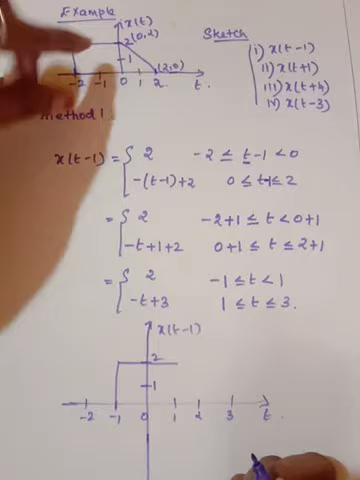 Example
x(t)
2 (0,2)
1
(2,0)
-2 -1 0 1 2 t
Sketch
i) x(t-1)
ii) x(t+1)
iii) x(t+4)
iv) x(t-3)
method 1:
x(t-1) = { 2 -2 ≤ t-1 < 0
-(t-1)+2 0 ≤ t-1 ≤ 2
= { 2 -2+1 ≤ t < 0+1
-t+1+2 0+1 ≤ t ≤ 2+1
= { 2 -1 ≤ t < 1
-t+3 1 ≤ t ≤ 3.
x(t-1)
2
1
-2 -1 0 1 2 3 t.